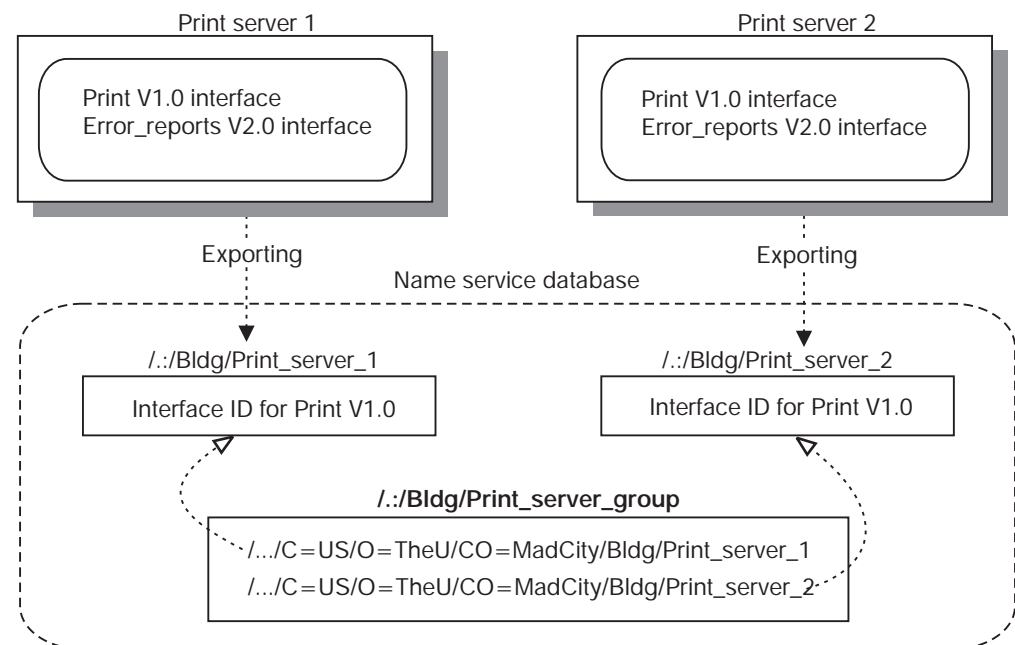 Print server 1
Print server 2
Print V1.0 interface
Error_reports V2.0 interface
Print V1.0 interface
Error_reports V2.0 interface
Exporting
Exporting
Name service database
/.:/Bldg/Print_server_1
/.:/Bldg/Print_server_2
Interface ID for Print V1.0
Interface ID for Print V1.0
/.:/Bldg/Print_server_group
/.../C=US/O=TheU/CO=MadCity/Bldg/Print_server_1
/.../C=US/O=TheU/CO=MadCity/Bldg/Print_server_2